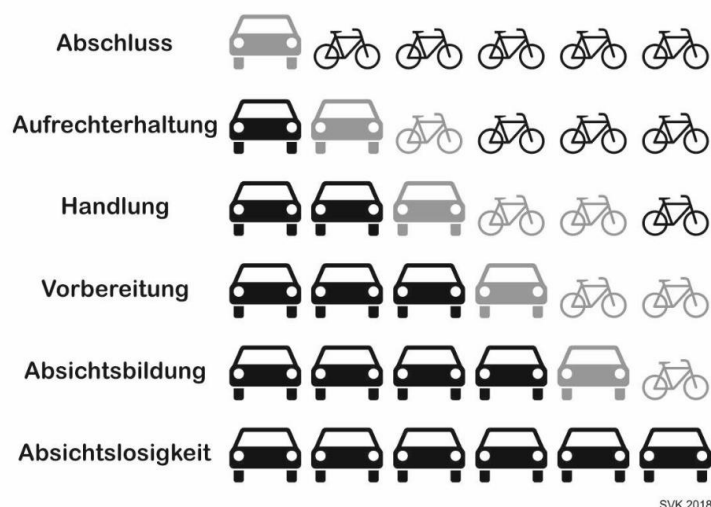 Abschluss
Aufrechterhaltung
Handlung
Vorbereitung
Absichtsbildung
Absichtslosigkeit
SVK 2018